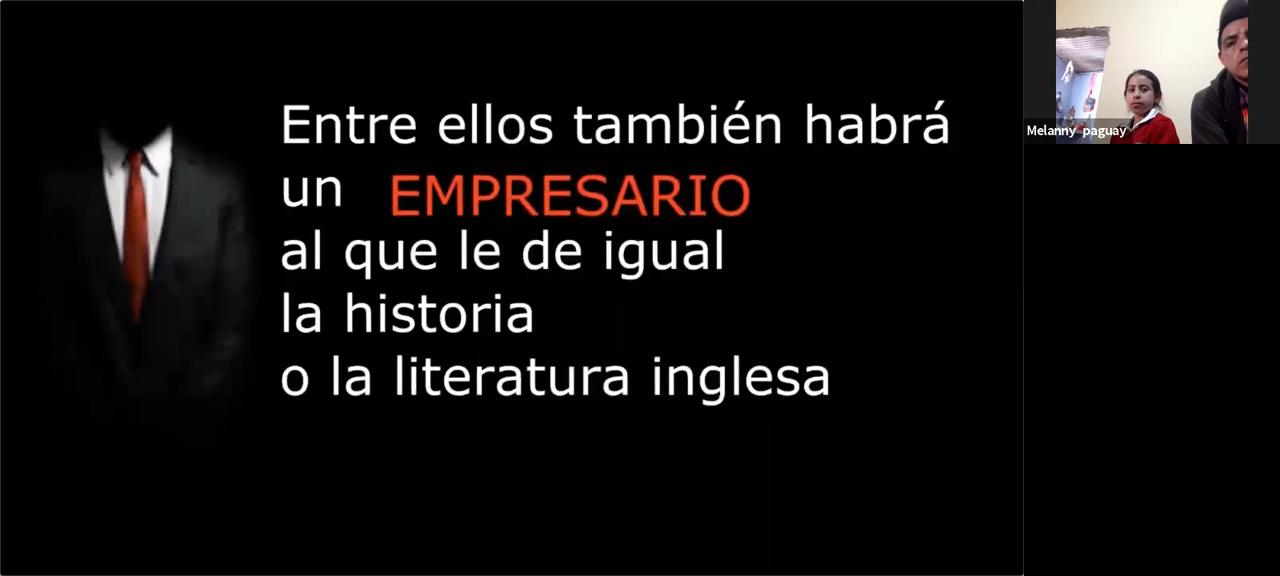 Entre ellos también habrá
un EMPRESARIO
al que le de igual
la historia
o la literatura inglesa
Melanny paguay